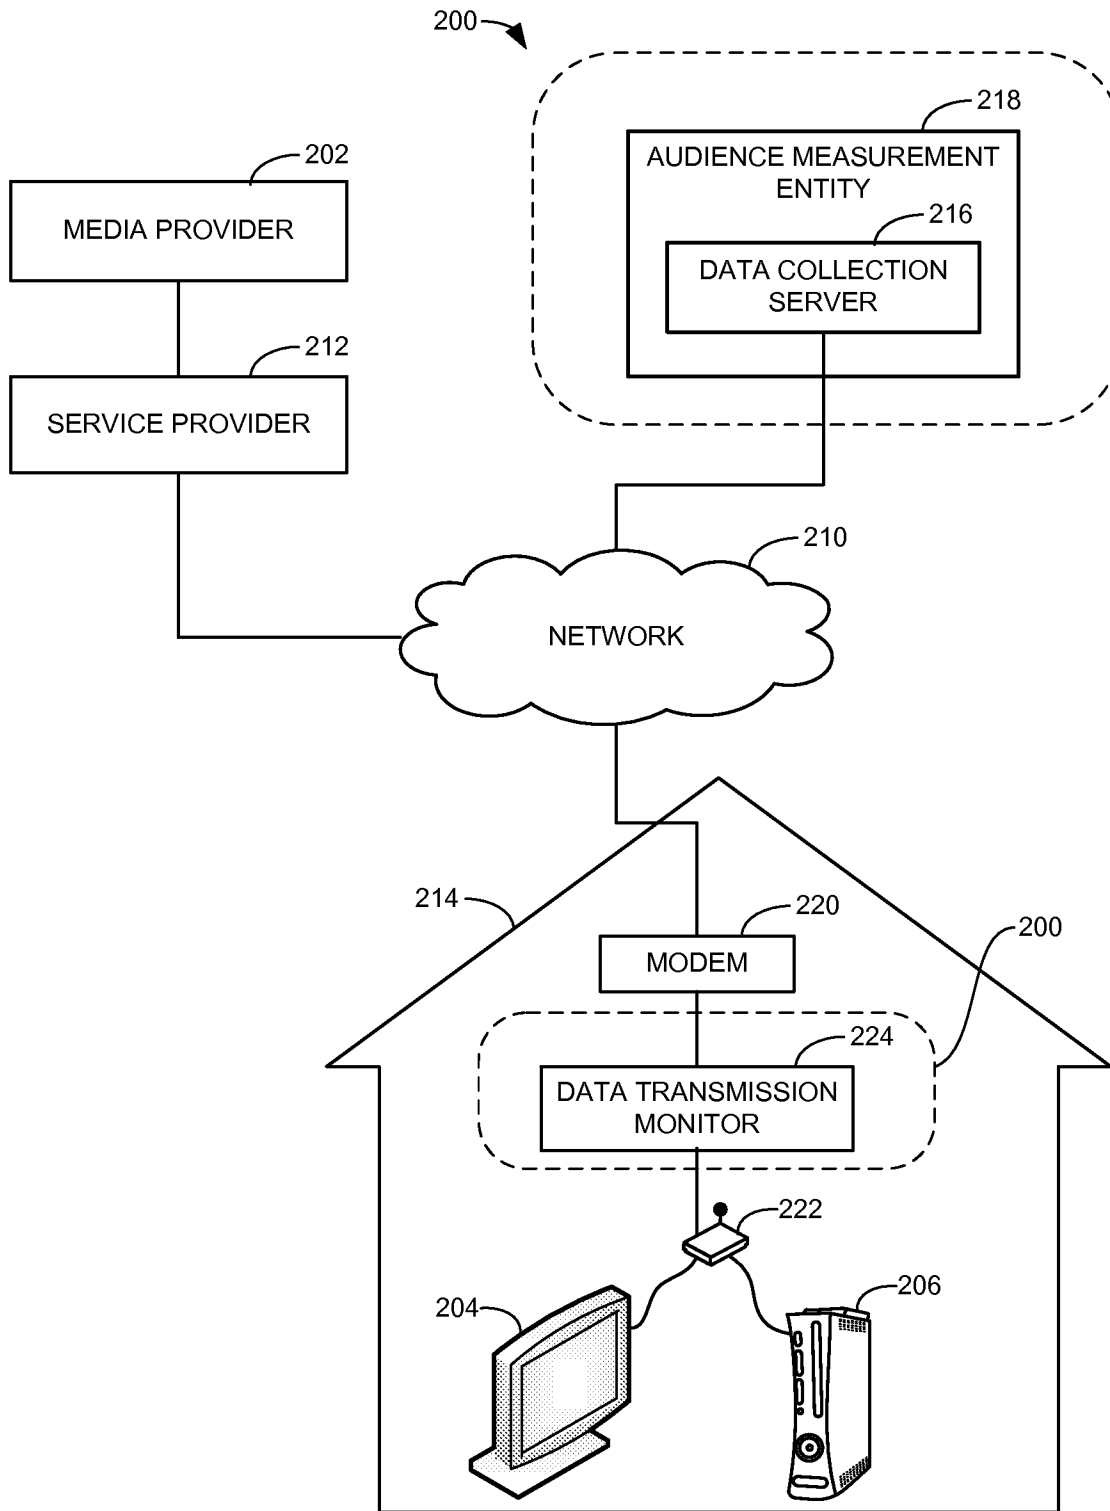 200
218
AUDIENCE MEASUREMENT
ENTITY
202
MEDIA PROVIDER
216
DATA COLLECTION
SERVER
212
SERVICE PROVIDER
210
NETWORK
214
220
200
MODEM
224
DATA TRANSMISSION
MONITOR
222
204
206